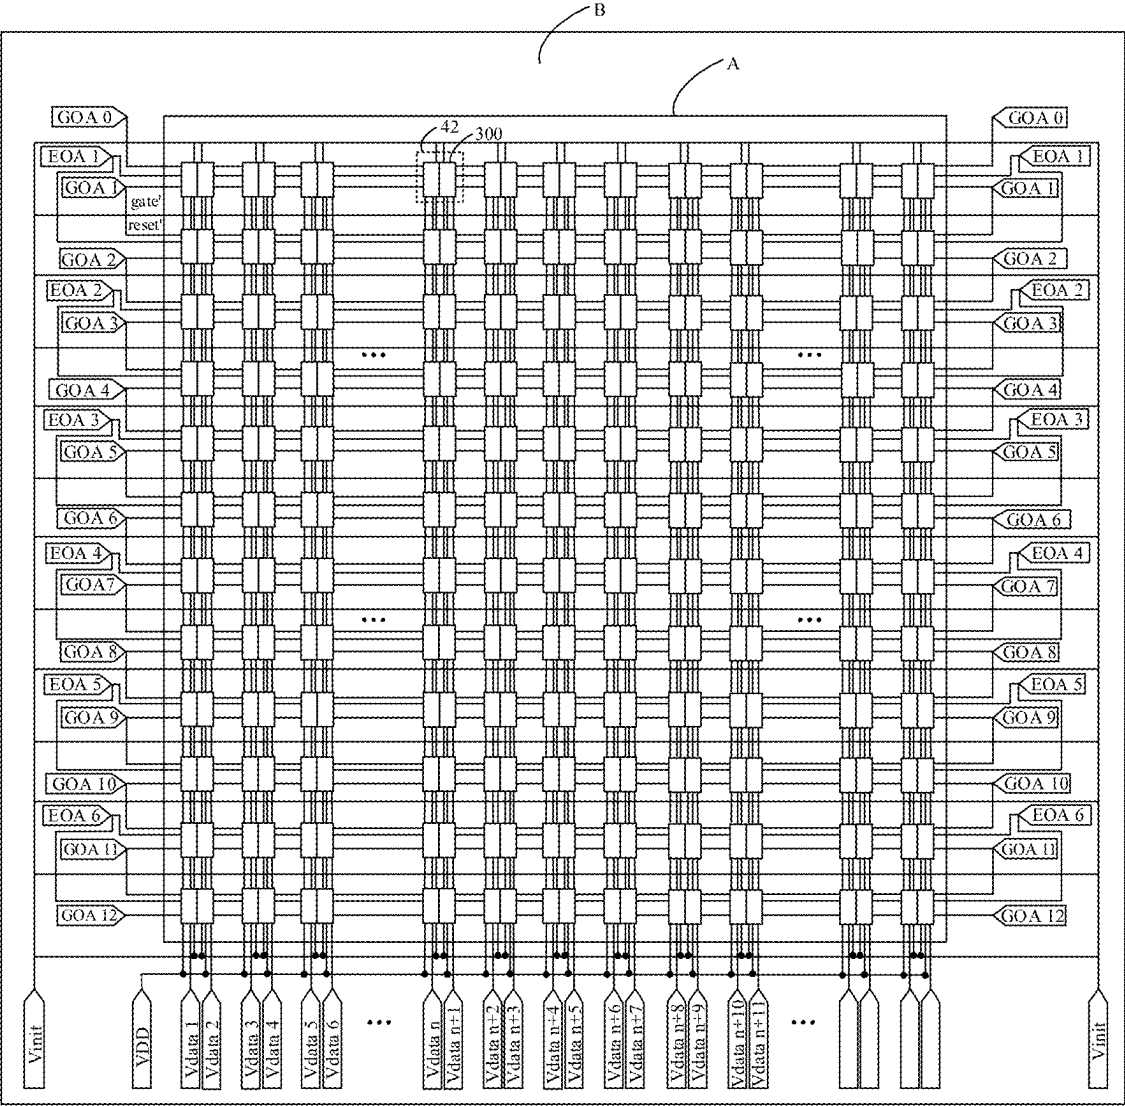 B
A
GOA 0 GOA 0
42 300
EOA 1 EOA 1
GOA 1 GOA 1
gate'
reset'
GOA 2 GOA 2
EOA 2 EOA 2
GOA 3 GOA 3
...
...
GOA 4 GOA 4
EOA 3 EOA 3
GOA 5 GOA 5
GOA 6 GOA 6
EOA 4 EOA 4
GOA7 GOA 7
...
...
GOA 8 GOA 8
EOA 5 EOA 5
GOA 9 GOA 9
GOA 10 GOA 10
EOA 6 EOA 6
GOA 11 GOA 11
GOA 12 GOA 12
Vinit
VDD
Vdata 1
Vdata 2
Vdata 3
Vdata 4
Vdata 5
Vdata 6
...
Vdata n
Vdata n+1
Vdata n+2
Vdata n+3
Vdata n+4
Vdata n+5
Vdata n+6
Vdata n+7
Vdata n+8
Vdata n+9
Vdata n+10
Vdata n+11
...
Vinit